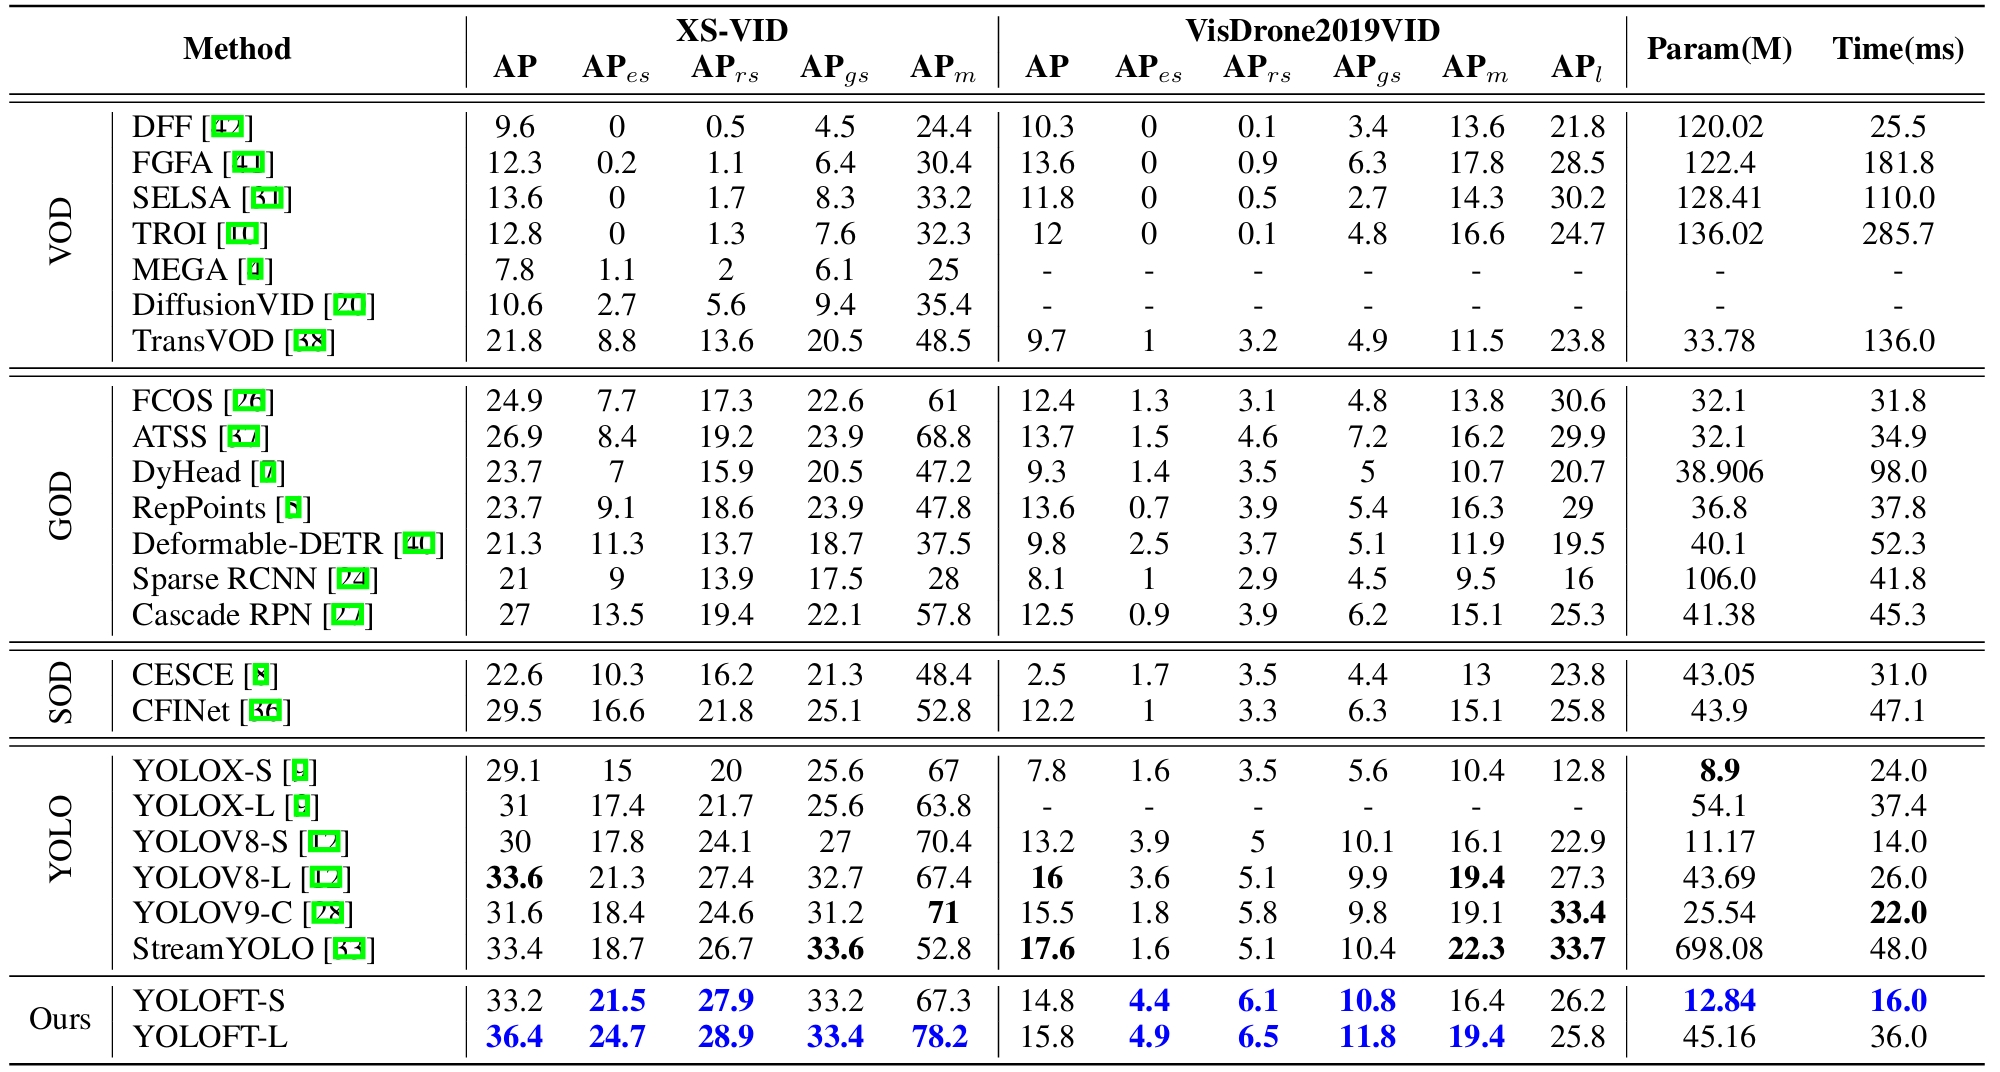 Method XS-VID VisDrone2019VID Param(M) Time(ms)
AP APes APrs APgs APm AP APes APrs APgs APm APl
VOD
DFF [42] 9.6 0 0.5 4.5 24.4 10.3 0 0.1 3.4 13.6 21.8 120.02 25.5
FGFA [41] 12.3 0.2 1.1 6.4 30.4 13.6 0 0.9 6.3 17.8 28.5 122.4 181.8
SELSA [31] 13.6 0 1.7 8.3 33.2 11.8 0 0.5 2.7 14.3 30.2 128.41 110.0
TROI [10] 12.8 0 1.3 7.6 32.3 12 0 0.1 4.8 16.6 24.7 136.02 285.7
MEGA [4] 7.8 1.1 2 6.1 25 - - - - - - - -
DiffusionVID [20] 10.6 2.7 5.6 9.4 35.4 - - - - - - - -
TransVOD [38] 21.8 8.8 13.6 20.5 48.5 9.7 1 3.2 4.9 11.5 23.8 33.78 136.0
GOD
FCOS [26] 24.9 7.7 17.3 22.6 61 12.4 1.3 3.1 4.8 13.8 30.6 32.1 31.8
ATSS [37] 26.9 8.4 19.2 23.9 68.8 13.7 1.5 4.6 7.2 16.2 29.9 32.1 34.9
DyHead [7] 23.7 7 15.9 20.5 47.2 9.3 1.4 3.5 5 10.7 20.7 38.906 98.0
RepPoints [5] 23.7 9.1 18.6 23.9 47.8 13.6 0.7 3.9 5.4 16.3 29 36.8 37.8
Deformable-DETR [40] 21.3 11.3 13.7 18.7 37.5 9.8 2.5 3.7 5.1 11.9 19.5 40.1 52.3
Sparse RCNN [24] 21 9 13.9 17.5 28 8.1 1 2.9 4.5 9.5 16 106.0 41.8
Cascade RPN [27] 27 13.5 19.4 22.1 57.8 12.5 0.9 3.9 6.2 15.1 25.3 41.38 45.3
SOD
CESCE [8] 22.6 10.3 16.2 21.3 48.4 2.5 1.7 3.5 4.4 13 23.8 43.05 31.0
CFINet [36] 29.5 16.6 21.8 25.1 52.8 12.2 1 3.3 6.3 15.1 25.8 43.9 47.1
YOLO
YOLOX-S [9] 29.1 15 20 25.6 67 7.8 1.6 3.5 5.6 10.4 12.8 8.9 24.0
YOLOX-L [9] 31 17.4 21.7 25.6 63.8 - - - - - - 54.1 37.4
YOLOV8-S [12] 30 17.8 24.1 27 70.4 13.2 3.9 5 10.1 16.1 22.9 11.17 14.0
YOLOV8-L [12] 33.6 21.3 27.4 32.7 67.4 16 3.6 5.1 9.9 19.4 27.3 43.69 26.0
YOLOV9-C [28] 31.6 18.4 24.6 31.2 71 15.5 1.8 5.8 9.8 19.1 33.4 25.54 22.0
StreamYOLO [33] 33.4 18.7 26.7 33.6 52.8 17.6 1.6 5.1 10.4 22.3 33.7 698.08 48.0
Ours
YOLOFT-S 33.2 21.5 27.9 33.2 67.3 14.8 4.4 6.1 10.8 16.4 26.2 12.84 16.0
YOLOFT-L 36.4 24.7 28.9 33.4 78.2 15.8 4.9 6.5 11.8 19.4 25.8 45.16 36.0